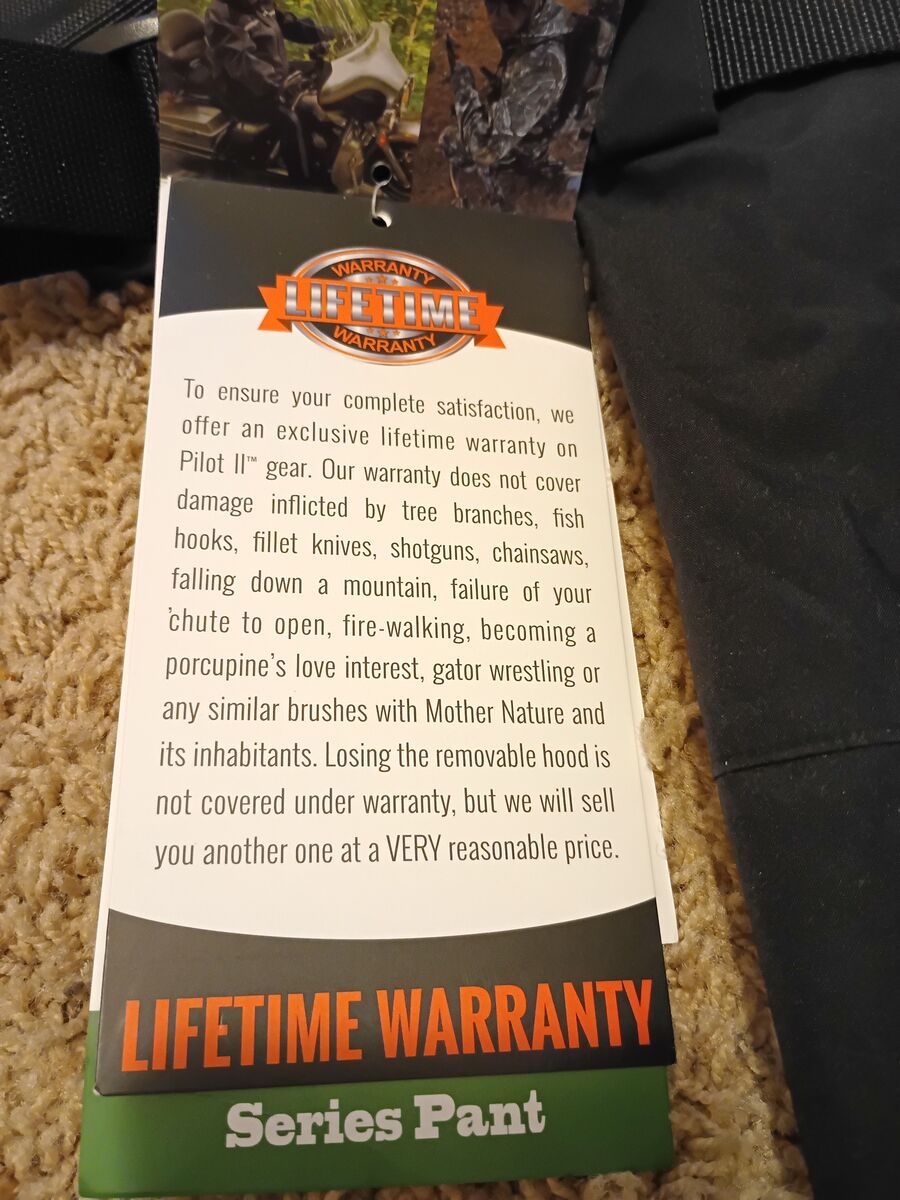 WARRANTY
LIFETIME
WARRANTY
To ensure your complete satisfaction, we
offer an exclusive lifetime warranty on
Pilot II™ gear. Our warranty does not cover
damage inflicted by tree branches, fish
hooks, fillet knives, shotguns, chainsaws,
falling down a mountain, failure of your
'chute to open, fire-walking, becoming a
porcupine's love interest, gator wrestling or
any similar brushes with Mother Nature and
its inhabitants. Losing the removable hood is
not covered under warranty, but we will sell
you another one at a VERY reasonable price.
LIFETIME WARRANTY
Series Pant